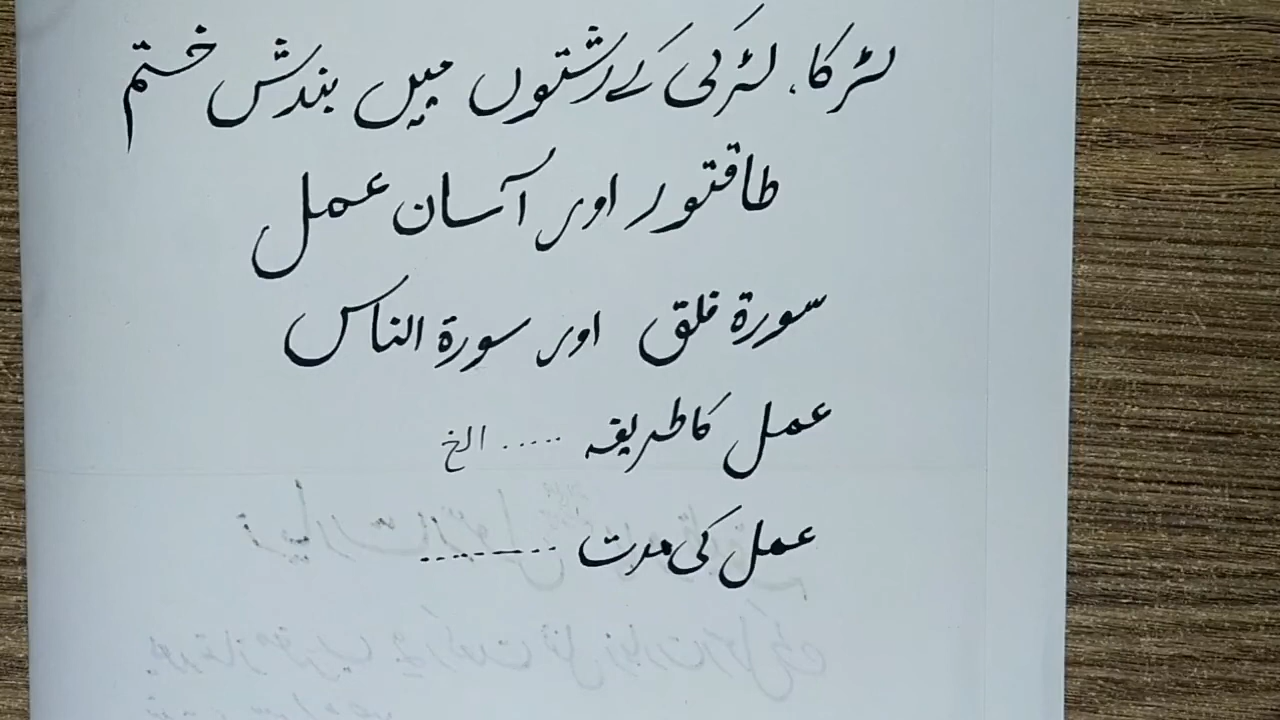 لڑکا، لڑکی کے رشتوں میں بندش ختم
طاقتور اور آسان عمل
سورۃ فلق اور سورۃ الناس
عمل کا طریقہ ..... الخ
عمل کی مدت ---------